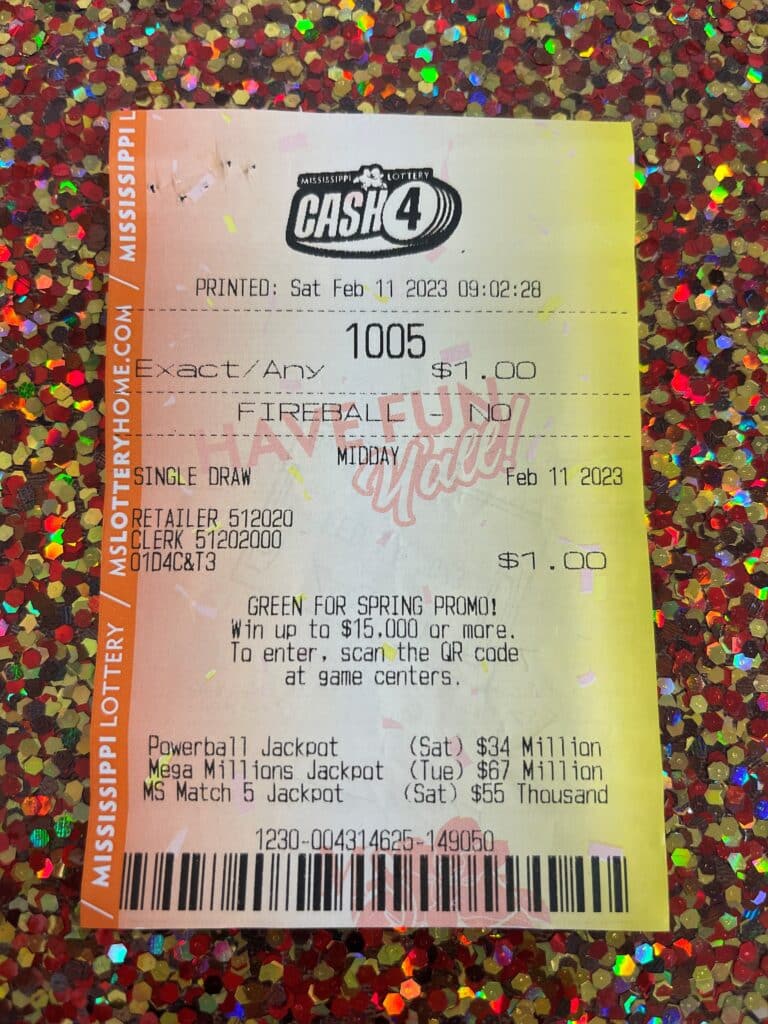 MISSISSIPPI LOTTERY
CASH 4
PRINTED: Sat Feb 11 2023 09:02:28
1005
Exact/Any $1.00
FIREBALL - NO
HAVE FUN
Y'all!
MIDDAY
SINGLE DRAW Feb 11 2023
RETAILER 512020
CLERK 51202000
01D4C&T3 $1.00
GREEN FOR SPRING PROMO!
Win up to $15,000 or more.
To enter, scan the QR code
at game centers.
Powerball Jackpot (Sat) $34 Million
Mega Millions Jackpot (Tue) $67 Million
MS Match 5 Jackpot (Sat) $55 Thousand
1230-004314625-149050
/ MISSISSIPPI LOTTERY / MSLOTTERYHOME.COM / MISSISSIPPI L